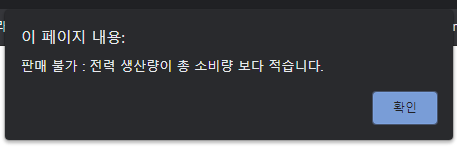 이 페이지 내용:
판매 불가 : 전력 생산량이 총 소비량 보다 적습니다.
확인